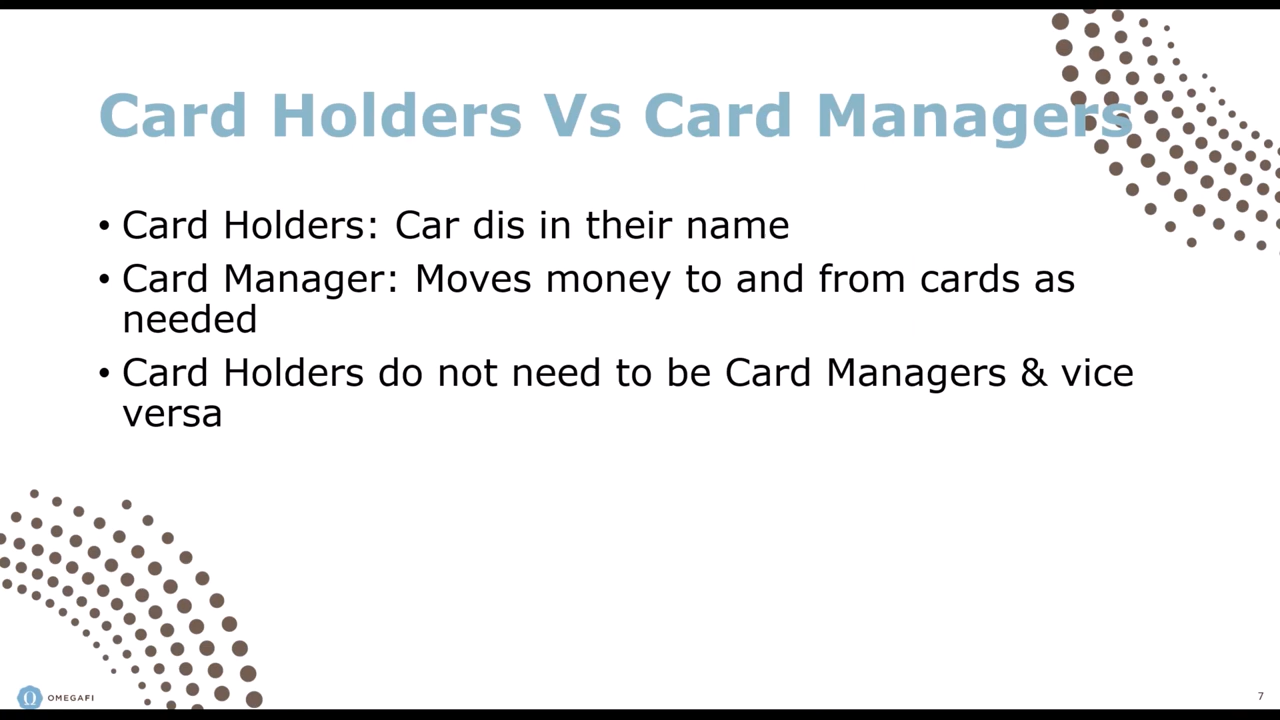 Card Holders Vs Card Managers
• Card Holders: Car dis in their name
• Card Manager: Moves money to and from cards as
needed
• Card Holders do not need to be Card Managers & vice
versa
OMEGAFI
7